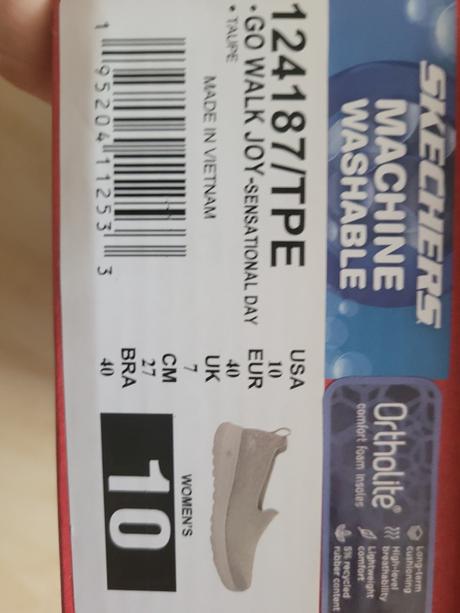 SKECHERS
MACHINE
WASHABLE
124187/TPE
• GO WALK JOY-SENSATIONAL DAY
• TAUPE
MADE IN VIETNAM
1 95204 11253 3
Ortholite®
comfort foam insoles
Long-term
cushioning
High-level
breathability
Lightweight
comfort
5% recycled
rubber content
USA
10
EUR
40
UK
7
CM
27
BRA
40
WOMEN'S
10